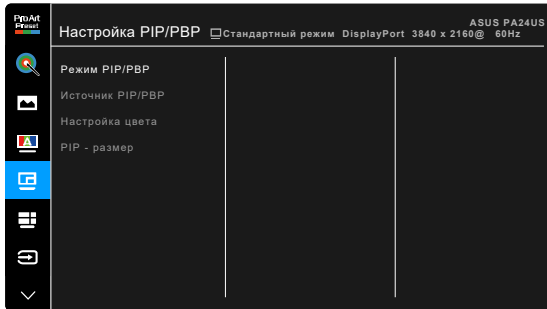 ProArt
Preset
ASUS PA24US
Настройка PIP/PBP Стандартный режим DisplayPort 3840 x 2160@ 60Hz
Режим PIP/PBP
Источник PIP/PBP
Настройка цвета
PIP - размер
A